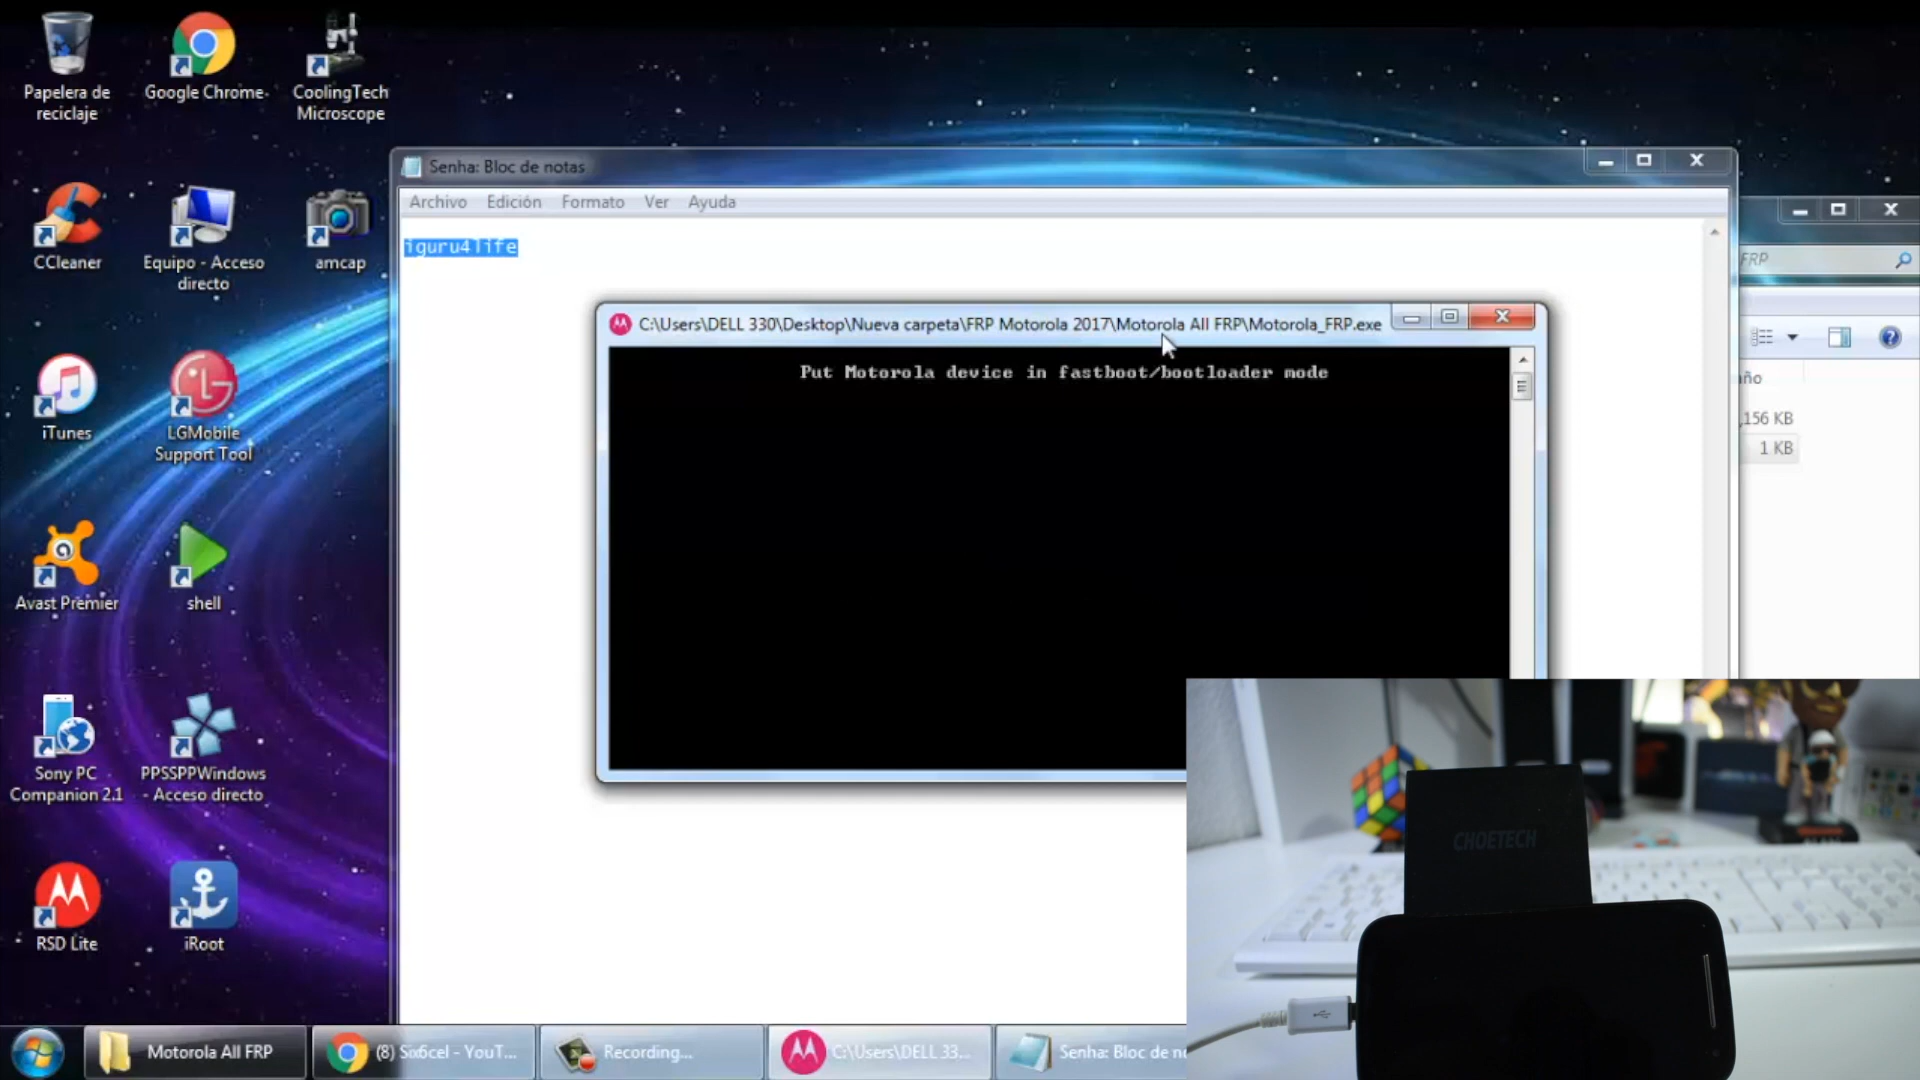 Papelera de
reciclaje
Google Chrome
CoolingTech
Microscope
CCleaner
Equipo - Acceso
directo
amcap
iTunes
LGMobile
Support Tool
Avast Premier
shell
Sony PC
Companion 2.1
PPSSPPWindows
- Acceso directo
RSD Lite
iRoot
Senha: Bloc de notas
Archivo Edición Formato Ver Ayuda
iguru4life
C:\Users\DELL 330\Desktop\Nueva carpeta\FRP Motorola 2017\Motorola All FRP\Motorola_FRP.exe
Put Motorola device in fastboot/bootloader mode
FRP
ño
,156 KB
1 KB
CHOETECH
Motorola All FRP
(8) Six6cel - YouT...
Recording...
C:\Users\DELL 33...
Senha: Bloc de n